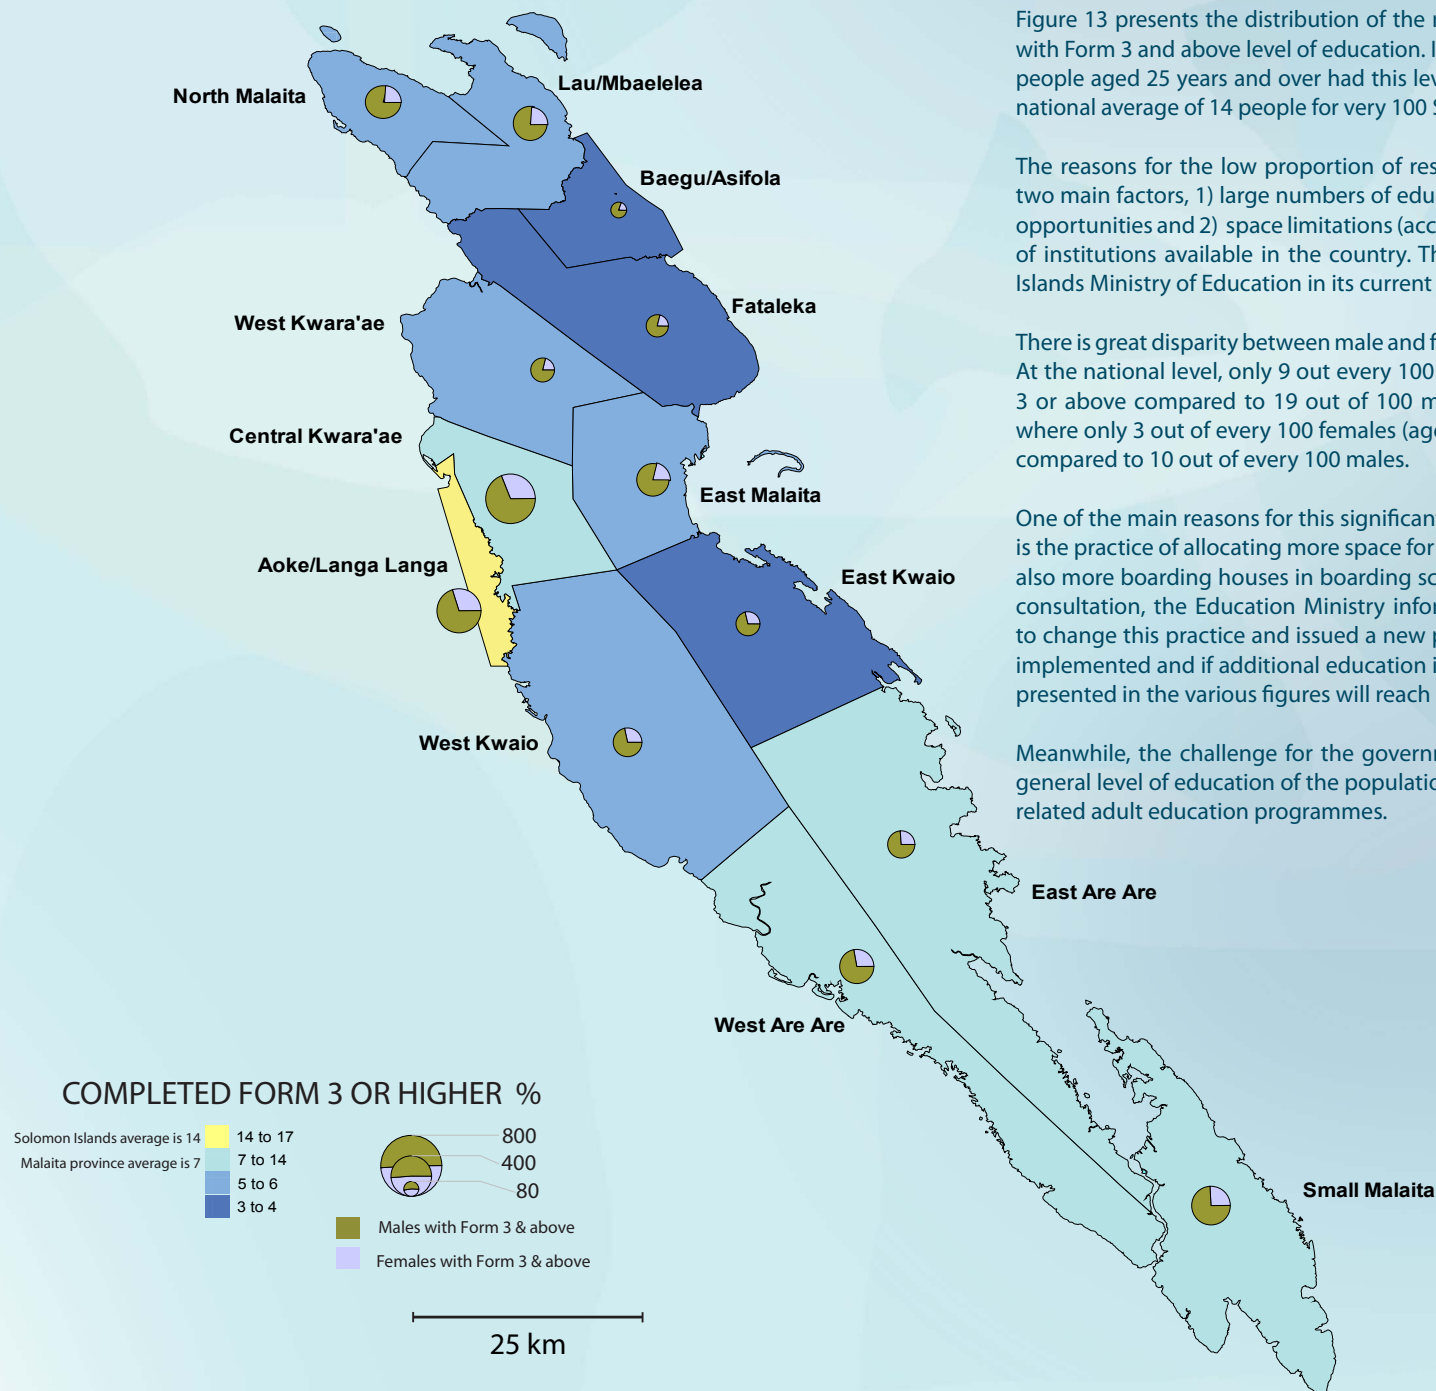 Figure 13 presents the distribution of the
with Form 3 and above level of education.
people aged 25 years and over had this
national average of 14 people for very 100
The reasons for the low proportion of
two main factors, 1) large numbers of
opportunities and 2) space limitations
of institutions available in the country.
Islands Ministry of Education in its current
There is great disparity between male and
At the national level, only 9 out every 100
3 or above compared to 19 out of 100
where only 3 out of every 100 females
compared to 10 out of every 100 males.
One of the main reasons for this significant
is the practice of allocating more space for
also more boarding houses in boarding
consultation, the Education Ministry
to change this practice and issued a new
implemented and if additional education
presented in the various figures will reach
Meanwhile, the challenge for the
general level of education of the
related adult education programmes.
North Malaita
Lau/Mbaelelea
Baegu/Asifola
Fataleka
West Kwara'ae
Central Kwara'ae
East Malaita
Aoke/Langa Langa
East Kwaio
West Kwaio
East Are Are
West Are Are
Small Malaita
COMPLETED FORM 3 OR HIGHER %
Solomon Islands average is 14 14 to 17
Malaita province average is 7 7 to 14
5 to 6
3 to 4
800
400
80
Males with Form 3 & above
Females with Form 3 & above
25 km